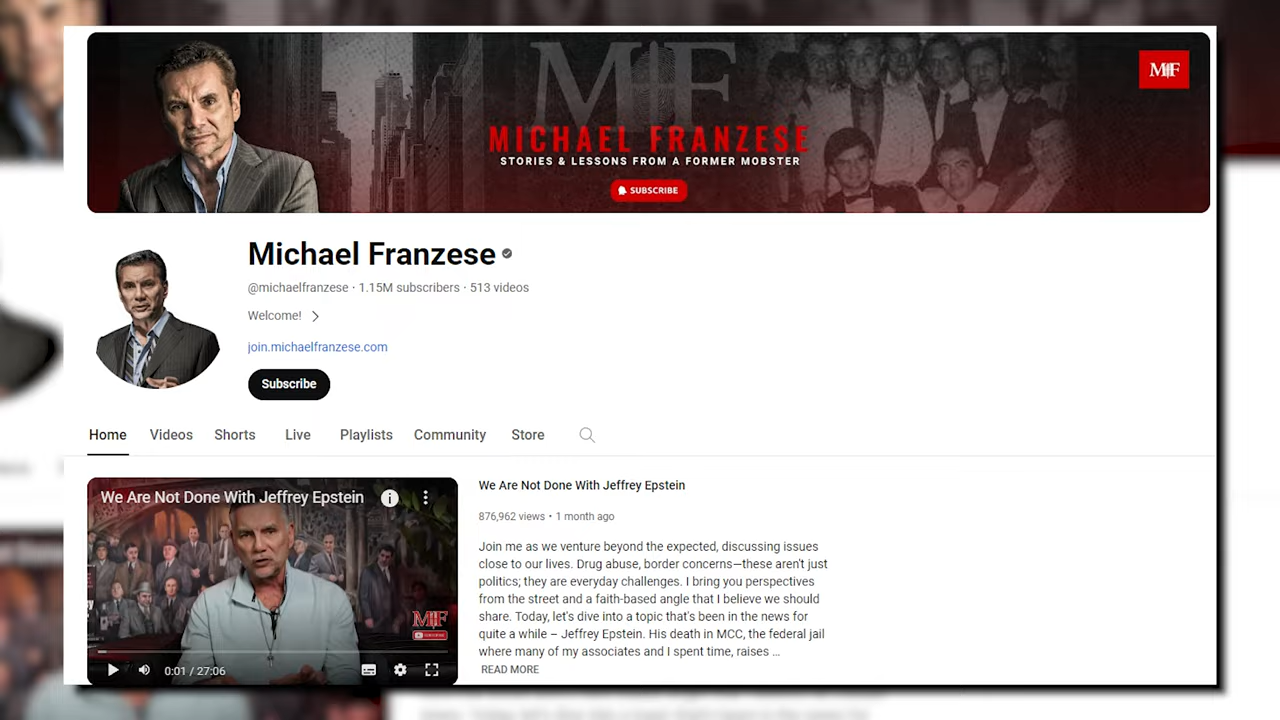 MF
MF
MICHAEL FRANZESE
STORIES & LESSONS FROM A FORMER MOBSTER
SUBSCRIBE
Michael Franzese
@michaelfranzese · 1.15M subscribers · 513 videos
Welcome!
join.michaelfranzese.com
Subscribe
Home Videos Shorts Live Playlists Community Store
We Are Not Done With Jeffrey Epstein
MF
SUBSCRIBE
0:01 / 27:06
We Are Not Done With Jeffrey Epstein
876,962 views • 1 month ago
Join me as we venture beyond the expected, discussing issues
close to our lives. Drug abuse, border concerns—these aren't just
politics; they are everyday challenges. I bring you perspectives
from the street and a faith-based angle that I believe we should
share. Today, let's dive into a topic that's been in the news for
quite a while – Jeffrey Epstein. His death in MCC, the federal jail
where many of my associates and I spent time, raises ...
READ MORE